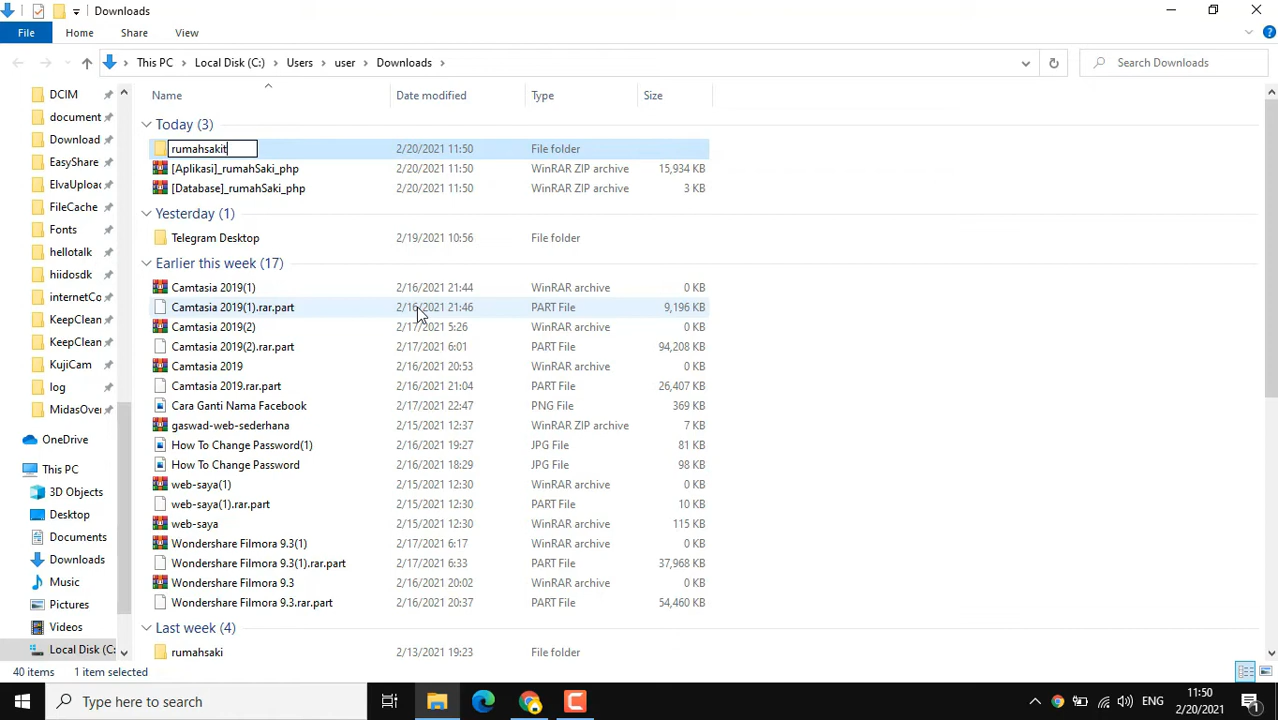 Downloads
File
Home
Share
View
This PC
Local Disk (C:)
Users
user
Downloads
Search Downloads
DCIM
document
Download
EasyShare
ElvaUploa
FileCache
Fonts
hellotalk
hiidosdk
internetCo
KeepClean
KeepClean
KujiCam
log
MidasOver
OneDrive
This PC
3D Objects
Desktop
Documents
Downloads
Music
Pictures
Videos
Local Disk (C:
Name Date modified Type Size
Today (3)
rumahsakit 2/20/2021 11:50 File folder
[Aplikasi]_rumahSaki_php 2/20/2021 11:50 WinRAR ZIP archive 15,934 KB
[Database]_rumahSaki_php 2/20/2021 11:50 WinRAR ZIP archive 3 KB
Yesterday (1)
Telegram Desktop 2/19/2021 10:56 File folder
Earlier this week (17)
Camtasia 2019(1) 2/16/2021 21:44 WinRAR archive 0 KB
Camtasia 2019(1).rar.part 2/16/2021 21:46 PART File 9,196 KB
Camtasia 2019(2) 2/17/2021 5:26 WinRAR archive 0 KB
Camtasia 2019(2).rar.part 2/17/2021 6:01 PART File 94,208 KB
Camtasia 2019 2/16/2021 20:53 WinRAR archive 0 KB
Camtasia 2019.rar.part 2/16/2021 21:04 PART File 26,407 KB
Cara Ganti Nama Facebook 2/17/2021 22:47 PNG File 369 KB
gaswad-web-sederhana 2/15/2021 12:37 WinRAR ZIP archive 7 KB
How To Change Password(1) 2/16/2021 19:27 JPG File 81 KB
How To Change Password 2/16/2021 18:29 JPG File 98 KB
web-saya(1) 2/15/2021 12:30 WinRAR archive 0 KB
web-saya(1).rar.part 2/15/2021 12:30 PART File 10 KB
web-saya 2/15/2021 12:30 WinRAR archive 115 KB
Wondershare Filmora 9.3(1) 2/17/2021 6:17 WinRAR archive 0 KB
Wondershare Filmora 9.3(1).rar.part 2/17/2021 6:33 PART File 37,968 KB
Wondershare Filmora 9.3 2/16/2021 20:02 WinRAR archive 0 KB
Wondershare Filmora 9.3.rar.part 2/16/2021 20:37 PART File 54,460 KB
Last week (4)
rumahsaki 2/13/2021 19:23 File folder
40 items 1 item selected
Type here to search
ENG
11:50
2/20/2021
1